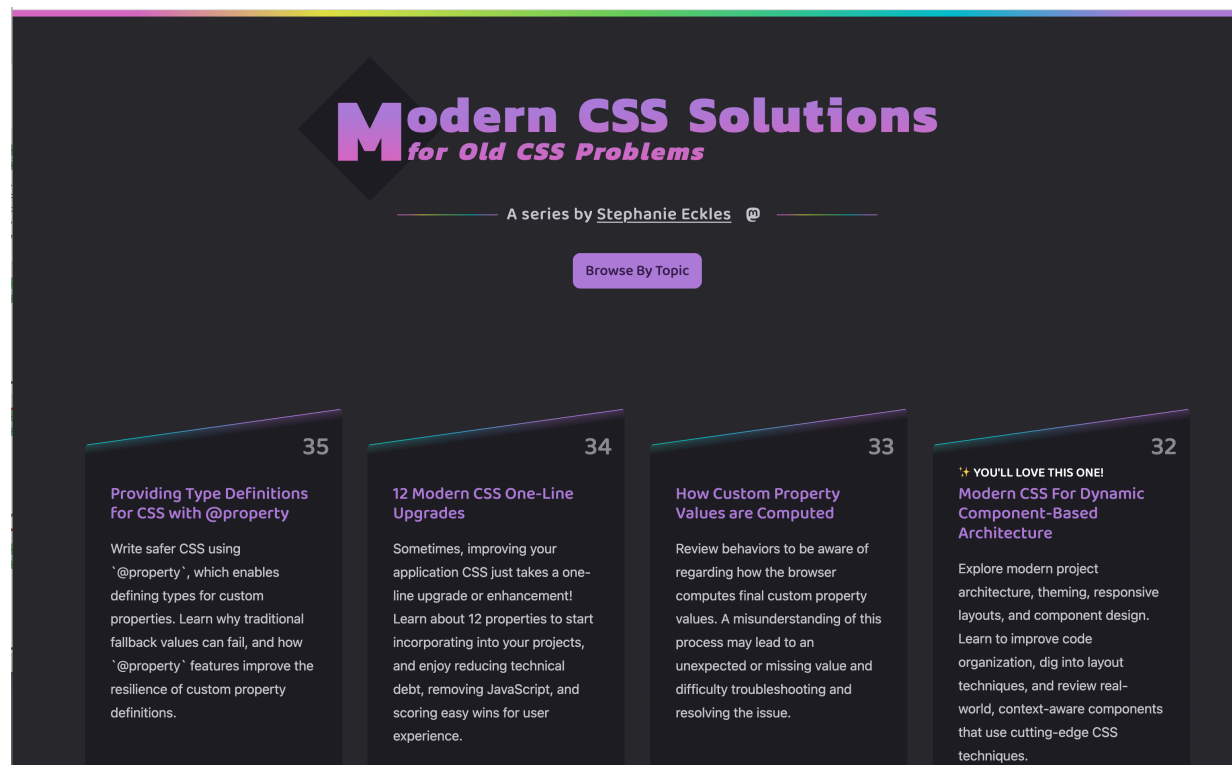 Modern CSS Solutions
for Old CSS Problems
A series by Stephanie Eckles
Browse By Topic
35
Providing Type Definitions
for CSS with @property
Write safer CSS using
`@property`, which enables
defining types for custom
properties. Learn why traditional
fallback values can fail, and how
`@property` features improve the
resilience of custom property
definitions.
34
12 Modern CSS One-Line
Upgrades
Sometimes, improving your
application CSS just takes a one-
line upgrade or enhancement!
Learn about 12 properties to start
incorporating into your projects,
and enjoy reducing technical
debt, removing JavaScript, and
scoring easy wins for user
experience.
33
How Custom Property
Values are Computed
Review behaviors to be aware of
regarding how the browser
computes final custom property
values. A misunderstanding of this
process may lead to an
unexpected or missing value and
difficulty troubleshooting and
resolving the issue.
32
✨ YOU'LL LOVE THIS ONE!
Modern CSS For Dynamic
Component-Based
Architecture
Explore modern project
architecture, theming, responsive
layouts, and component design.
Learn to improve code
organization, dig into layout
techniques, and review real-
world, context-aware components
that use cutting-edge CSS
techniques.